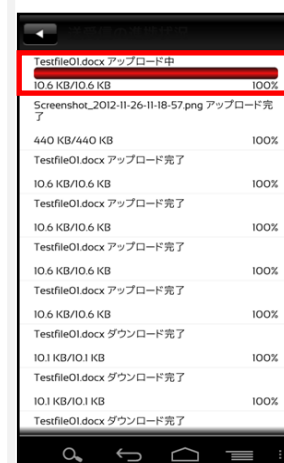 Testfile01.docx アップロード中
10.6 KB/10.6 KB 100%
Screenshot_2012-11-26-11-18-57.png アップロード完
了
440 KB/440 KB 100%
Testfile01.docx アップロード完了
10.6 KB/10.6 KB 100%
Testfile01.docx アップロード完了
10.6 KB/10.6 KB 100%
Testfile01.docx アップロード完了
10.6 KB/10.6 KB 100%
Testfile01.docx アップロード完了
10.6 KB/10.6 KB 100%
Testfile01.docx ダウンロード完了
10.1 KB/10.1 KB 100%
Testfile01.docx ダウンロード完了
10.1 KB/10.1 KB 100%
Testfile01.docx ダウンロード完了